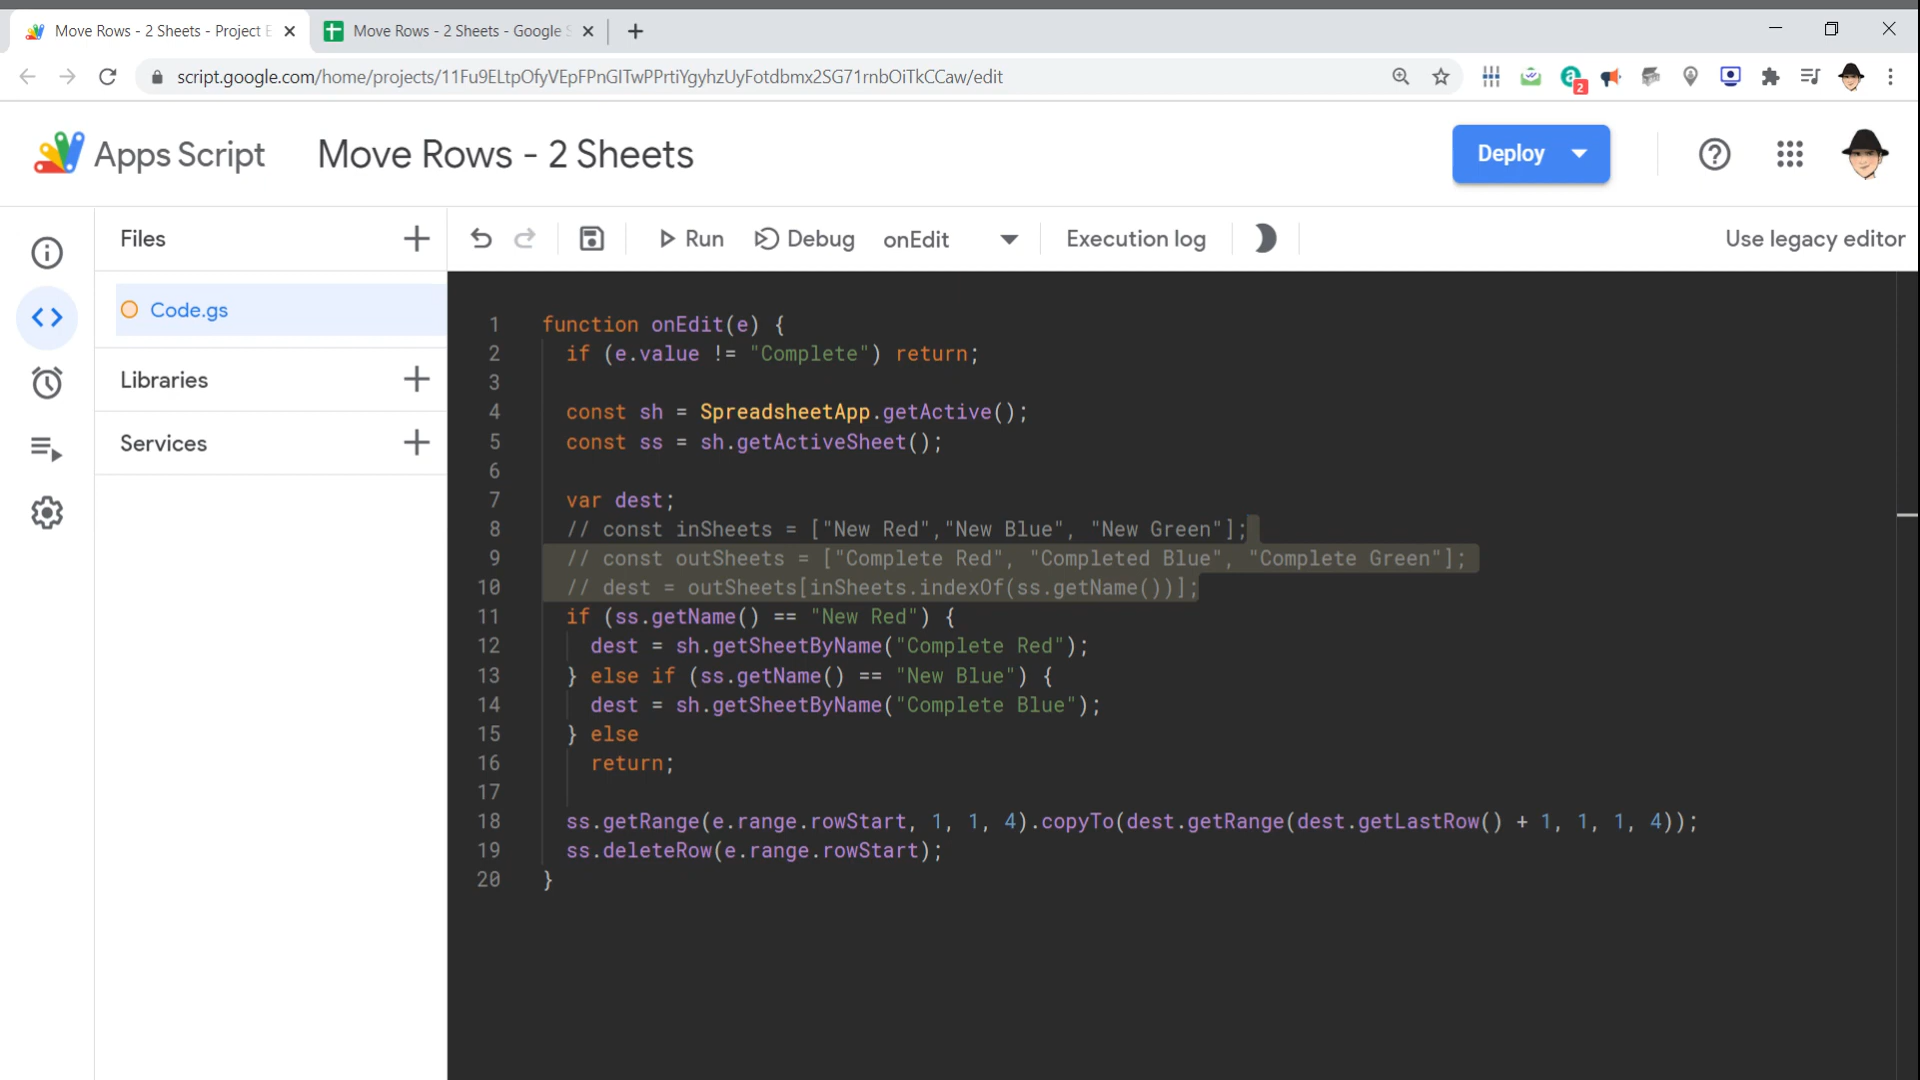 Move Rows - 2 Sheets - Project E
Move Rows - 2 Sheets - Google S
script.google.com/home/projects/11Fu9ELtpOfyVEpFPnGITwPPrtiYgyhzUyFotdbmx2SG71rnbOiTkCCaw/edit
2
Apps Script
Move Rows - 2 Sheets
Deploy
Files
Run
Debug
onEdit
Execution log
Use legacy editor
Code.gs
Libraries
Services
1 function onEdit(e) {
2 if (e.value != "Complete") return;
3
4 const sh = SpreadsheetApp.getActive();
5 const ss = sh.getActiveSheet();
6
7 var dest;
8 // const inSheets = ["New Red","New Blue", "New Green"];
9 // const outSheets = ["Complete Red", "Completed Blue", "Complete Green"];
10 // dest = outSheets[inSheets.indexOf(ss.getName())];
11 if (ss.getName() == "New Red") {
12 dest = sh.getSheetByName("Complete Red");
13 } else if (ss.getName() == "New Blue") {
14 dest = sh.getSheetByName("Complete Blue");
15 } else
16 return;
17
18 ss.getRange(e.range.rowStart, 1, 1, 4).copyTo(dest.getRange(dest.getLastRow() + 1, 1, 1, 4));
19 ss.deleteRow(e.range.rowStart);
20 }